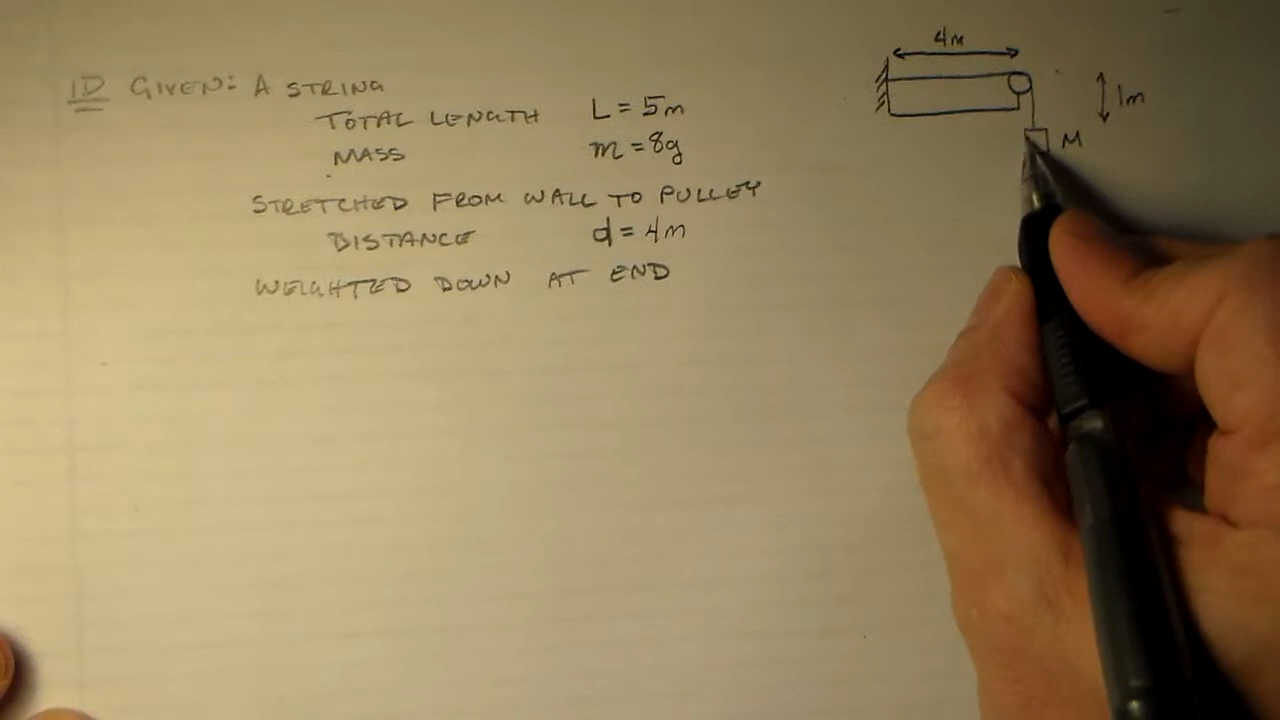 1D GIVEN: A STRING
TOTAL LENGTH L = 5m
MASS m = 8g
STRETCHED FROM WALL TO PULLEY
DISTANCE d = 4m
WEIGHTED DOWN AT END
4m
1m
M